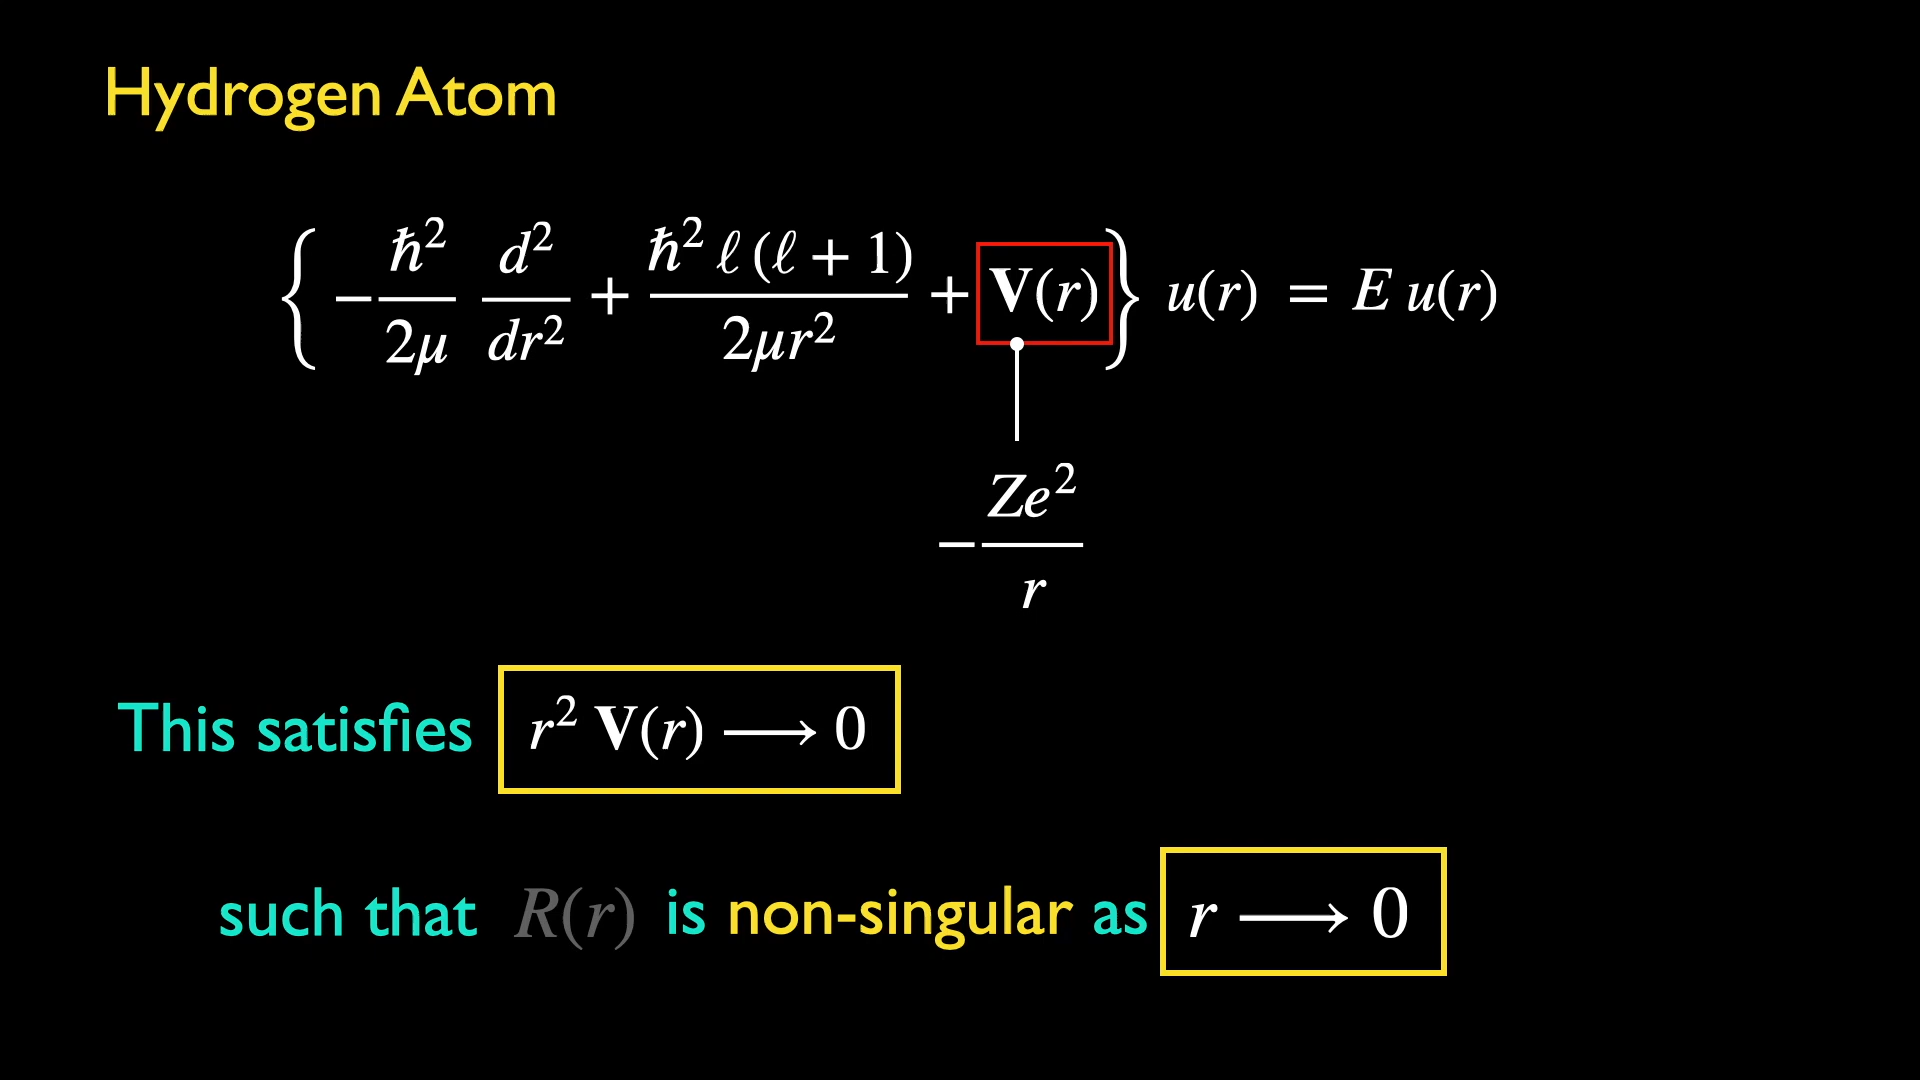 Hydrogen Atom
{ −ħ²/2μ d²/dr² + ħ² ℓ (ℓ + 1)/2μr² + V(r) } u(r) = E u(r)
−Ze²/r
This satisfies r² V(r) ⟶ 0
such that R(r) is non-singular as r ⟶ 0